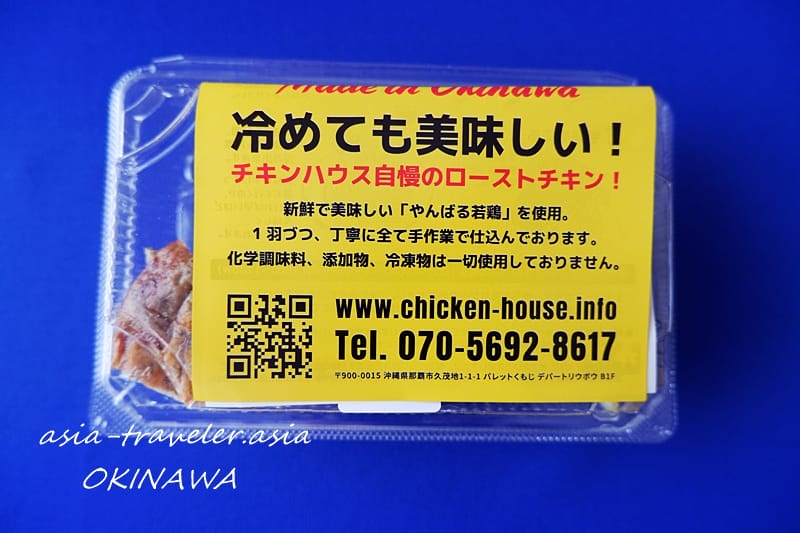 Made in Okinawa
冷めても美味しい！
チキンハウス自慢のローストチキン！
新鮮で美味しい「やんばる若鶏」を使用。
1羽づつ、丁寧に全て手作業で仕込んでおります。
化学調味料、添加物、冷凍物は一切使用しておりません。
www.chicken-house.info
Tel. 070-5692-8617
〒900-0015 沖縄県那覇市久茂地1-1-1 パレットくもじ デパートリウボウ B1F
asia-traveler.asia
OKINAWA